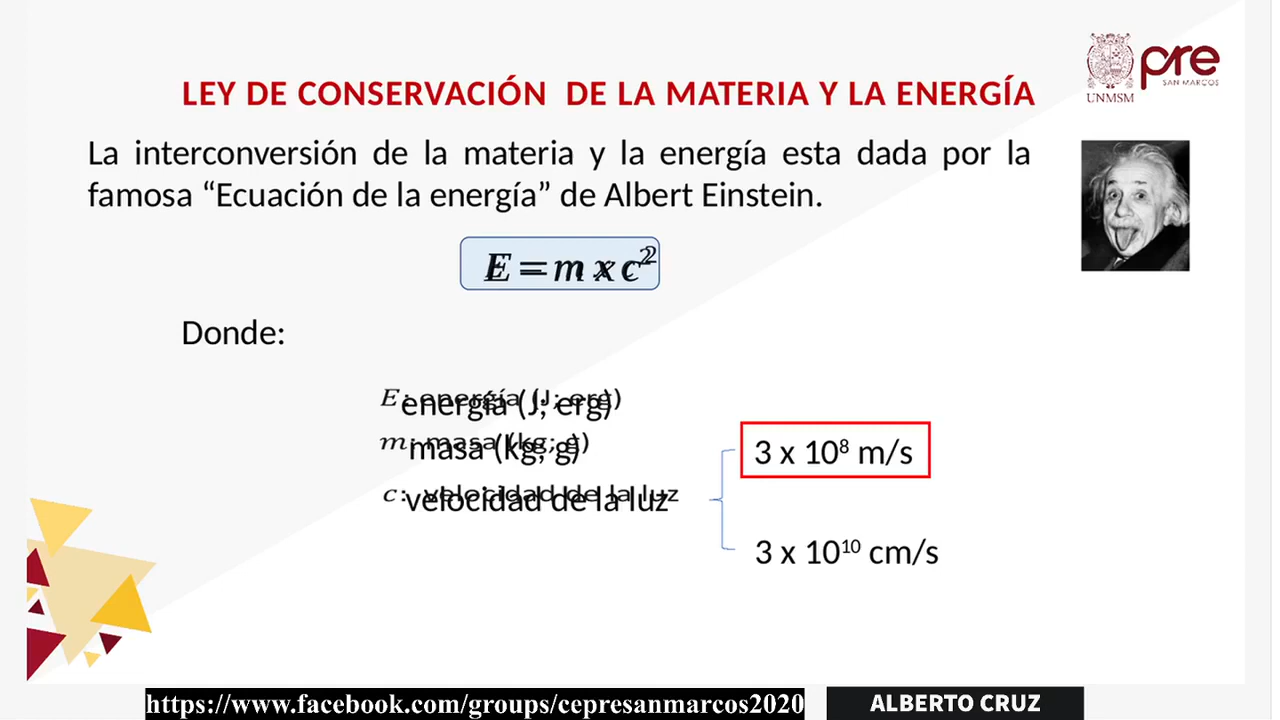 LEY DE CONSERVACIÓN DE LA MATERIA Y LA ENERGÍA
pre
SAN MARCOS
UNMSM
La interconversión de la materia y la energía esta dada por la
famosa “Ecuación de la energía” de Albert Einstein.
E = m x c²
Donde:
E: energía (J; erg)
m: masa (kg; g)
c: velocidad de la luz
3 x 10⁸ m/s
3 x 10¹⁰ cm/s
https://www.facebook.com/groups/cepresanmarcos2020
ALBERTO CRUZ